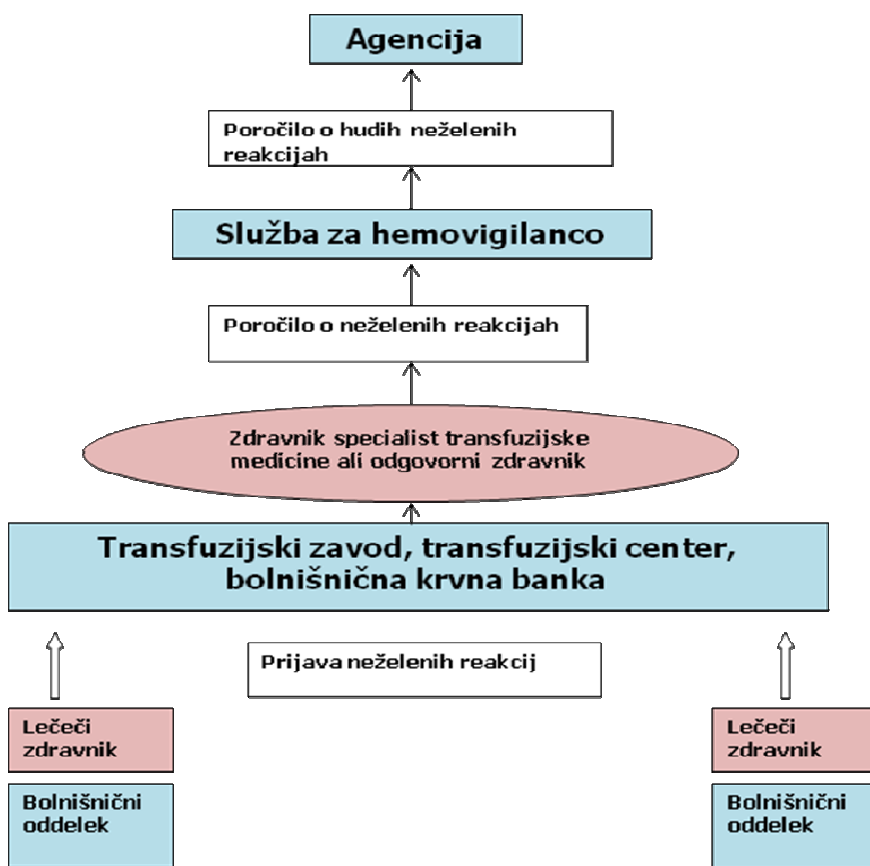 Agencija
Poročilo o hudih neželenih
reakcijah
Služba za hemovigilanco
Poročilo o neželenih reakcijah
Zdravnik specialist transfuzijske
medicine ali odgovorni zdravnik
Transfuzijski zavod, transfuzijski center,
bolnišnična krvna banka
Prijava neželenih reakcij
Lečeči
zdravnik
Bolnišnični
oddelek
Lečeči
zdravnik
Bolnišnični
oddelek